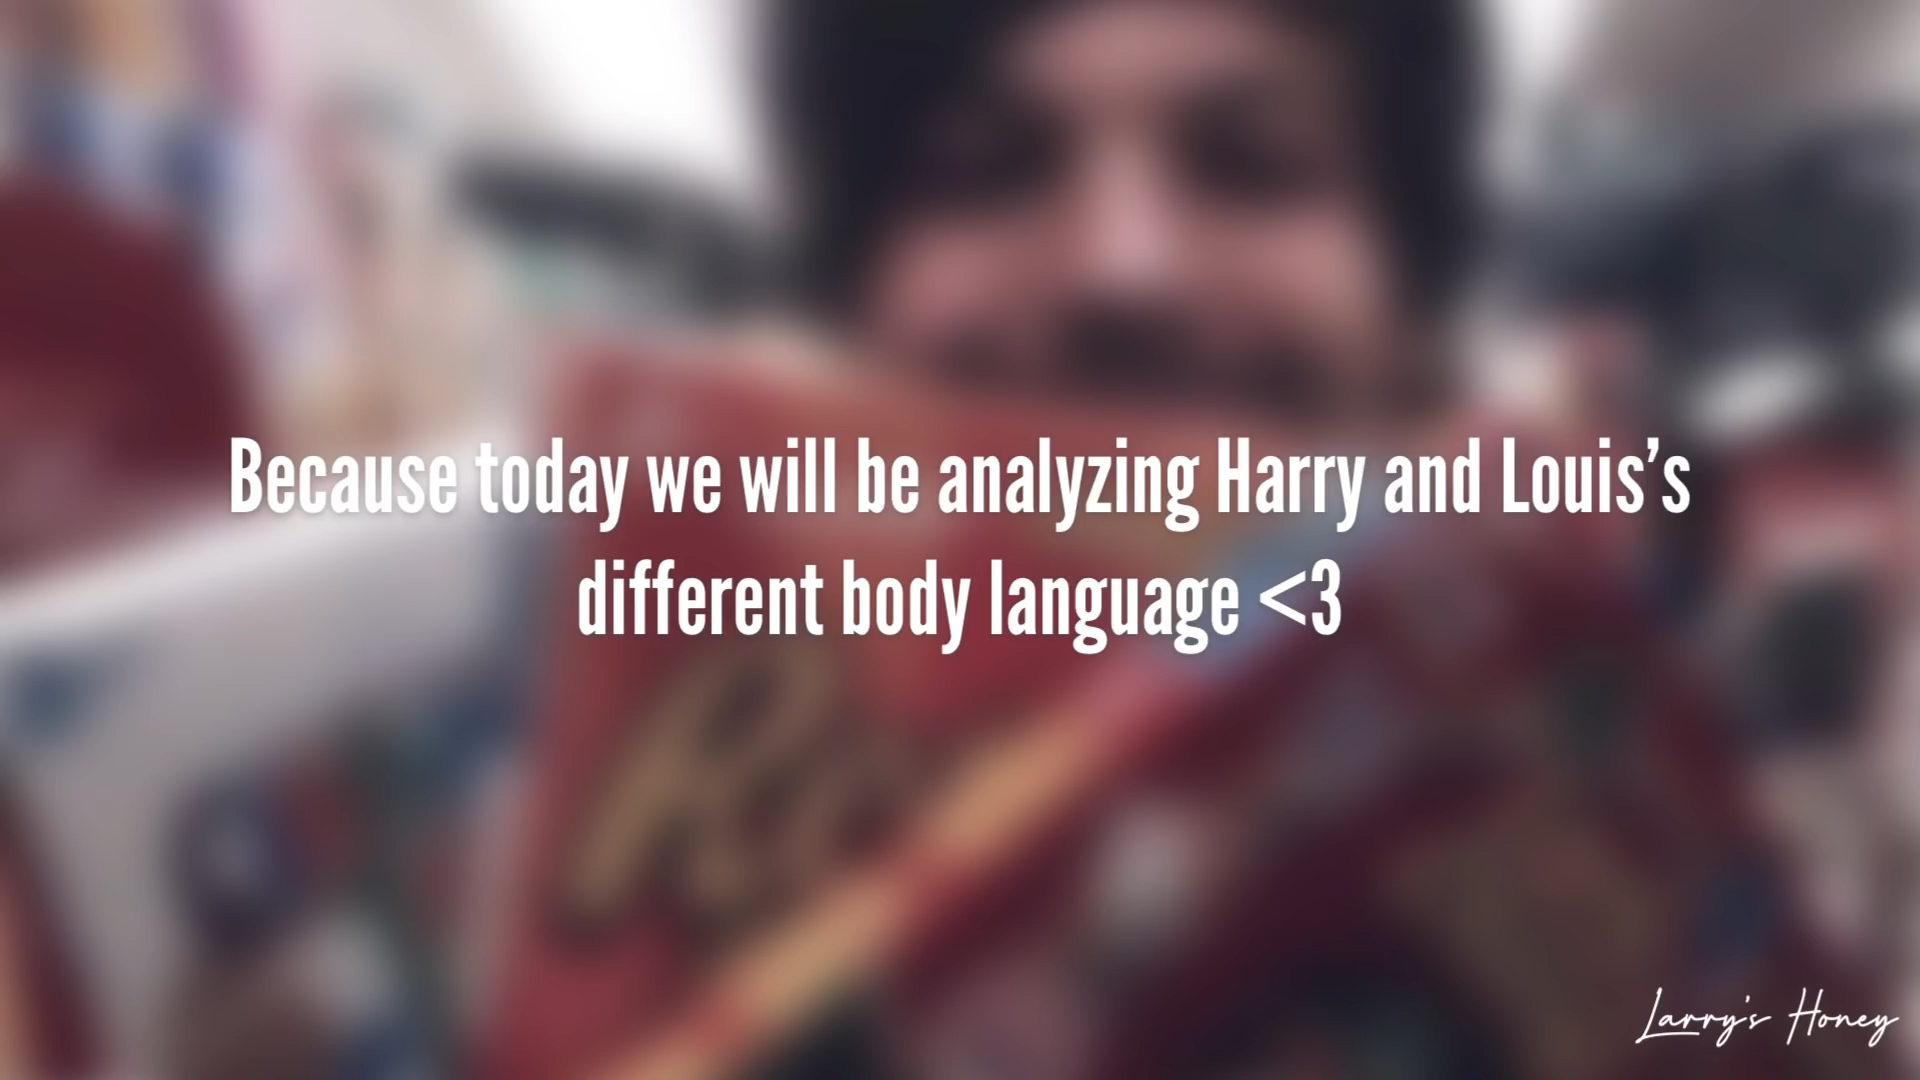 Because today we will be analyzing Harry and Louis’s
different body language <3
Larry's Honey